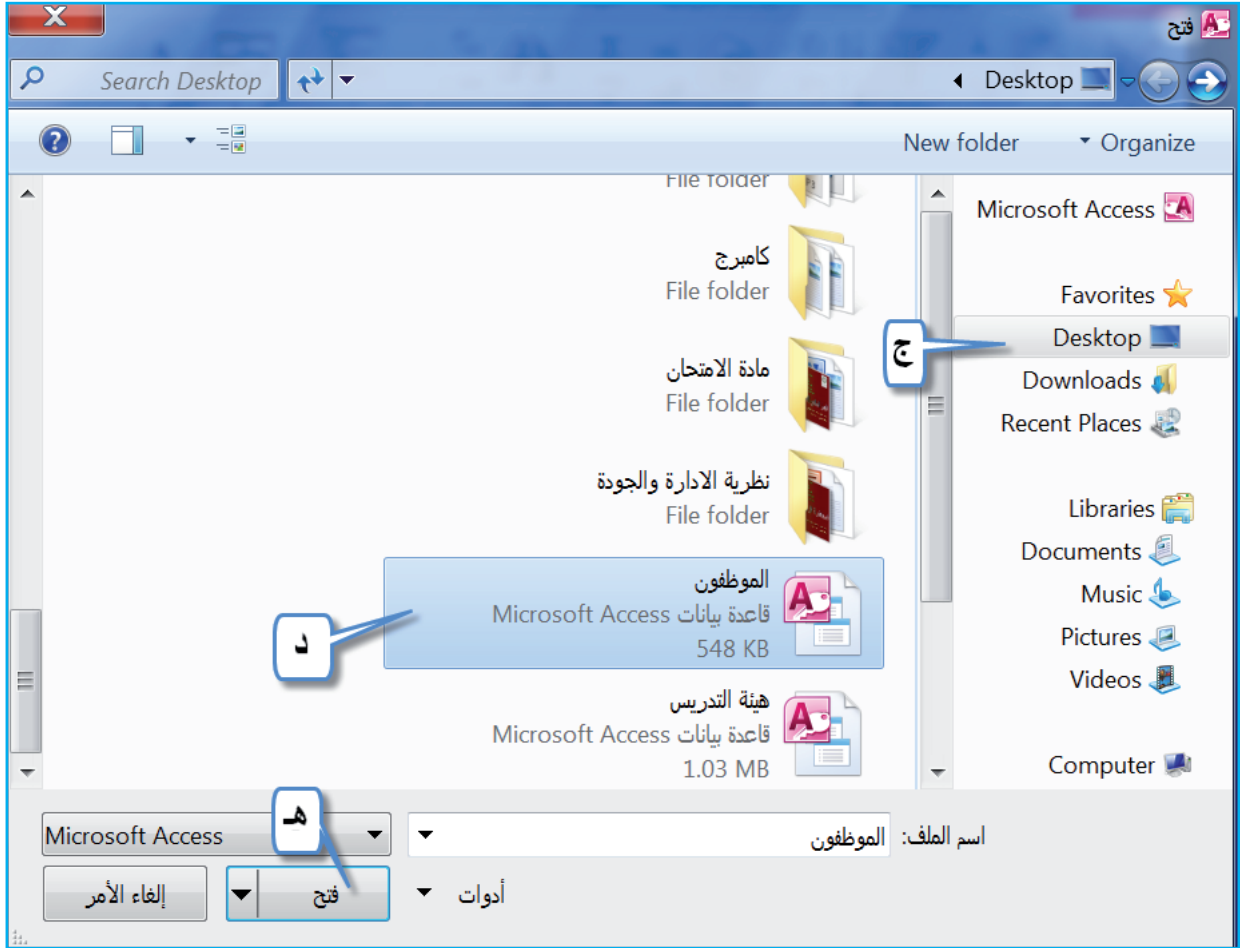 فتح
Desktop
Search Desktop
Organize
New folder
Microsoft Access
Favorites
Desktop
Downloads
Recent Places
Libraries
Documents
Music
Pictures
Videos
Computer
ج
File folder
كامبرج
File folder
مادة الامتحان
File folder
نظرية الادارة والجودة
File folder
الموظفون
قاعدة بيانات Microsoft Access
548 KB
د
هيئة التدريس
قاعدة بيانات Microsoft Access
1.03 MB
اسم الملف: الموظفون
Microsoft Access
هـ
أدوات
فتح
إلغاء الأمر